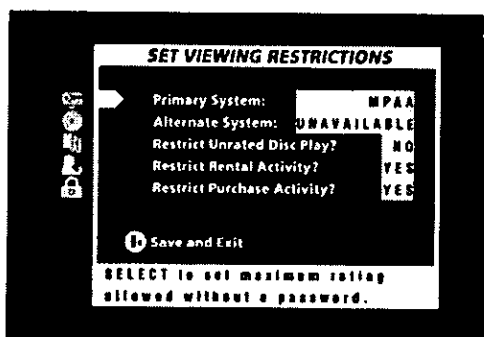 SET VIEWING RESTRICTIONS
Primary System: MPAA
Alternate System: UNAVAILABLE
Restrict Unrated Disc Play? NO
Restrict Rental Activity? YES
Restrict Purchase Activity? YES
Save and Exit
SELECT to set maximum rating
allowed without a password.